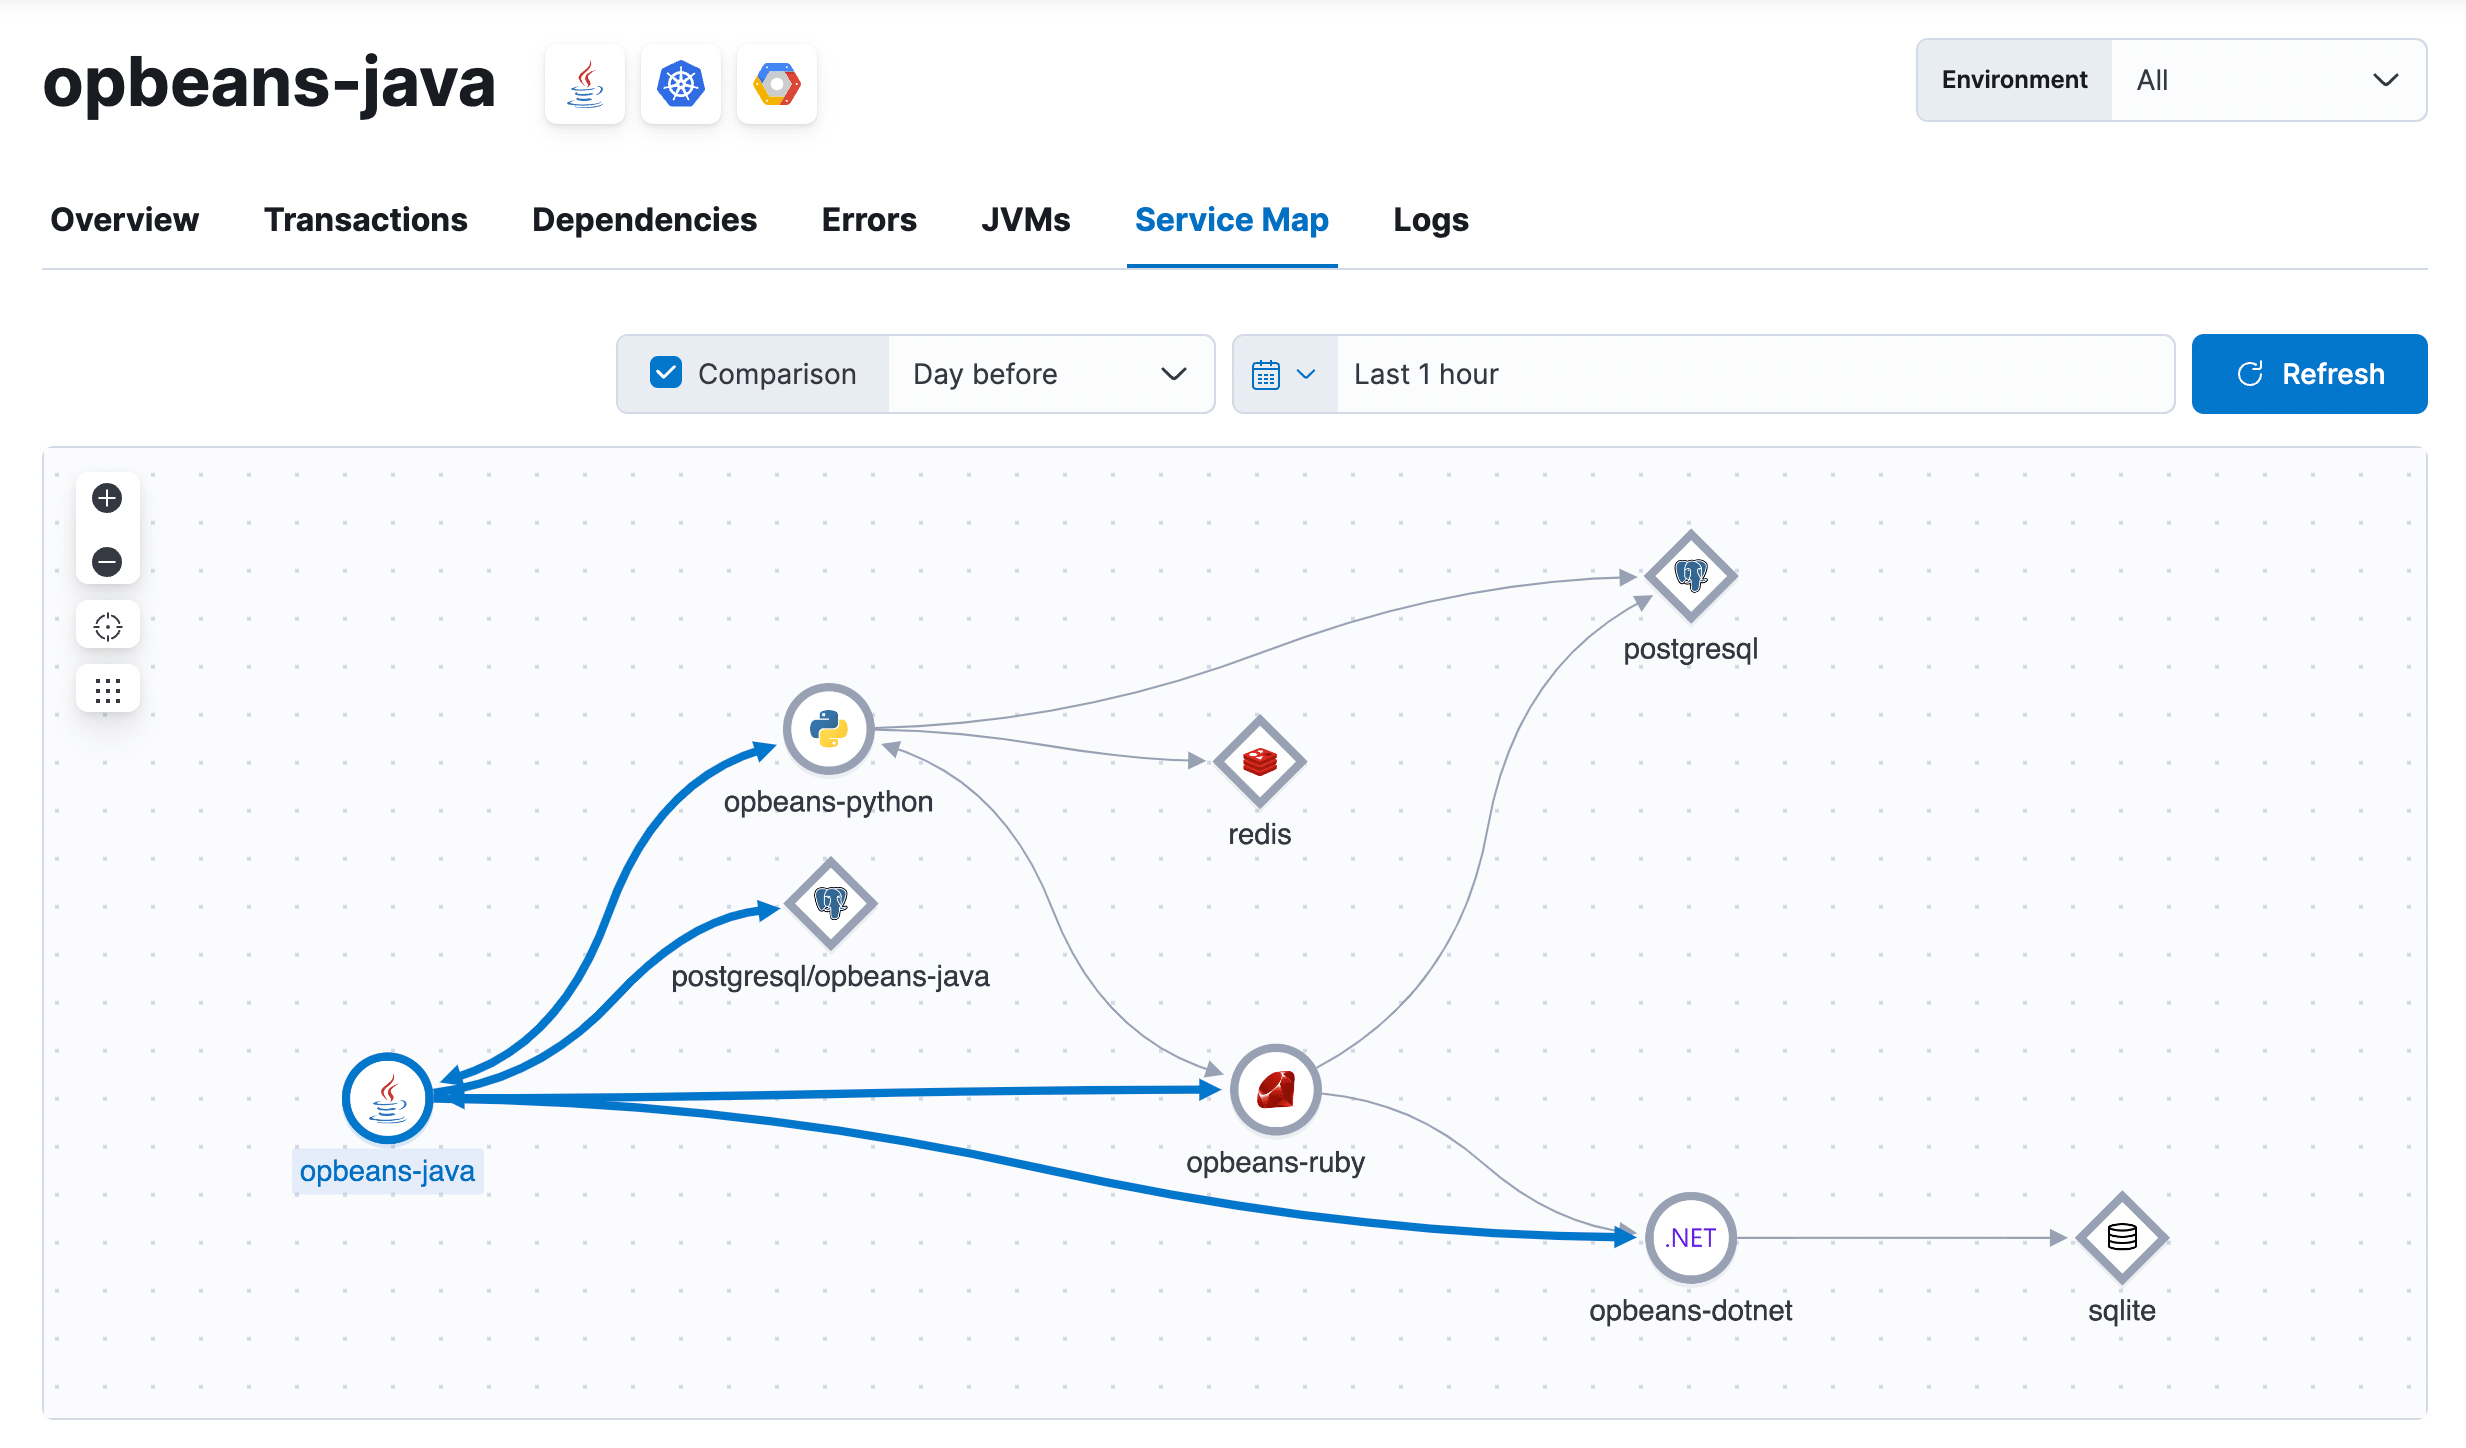 opbeans-java
Environment All
Overview Transactions Dependencies Errors JVMs Service Map Logs
Comparison Day before Last 1 hour Refresh
postgresql
opbeans-python
redis
postgresql/opbeans-java
opbeans-ruby
opbeans-java
.NET
opbeans-dotnet
sqlite